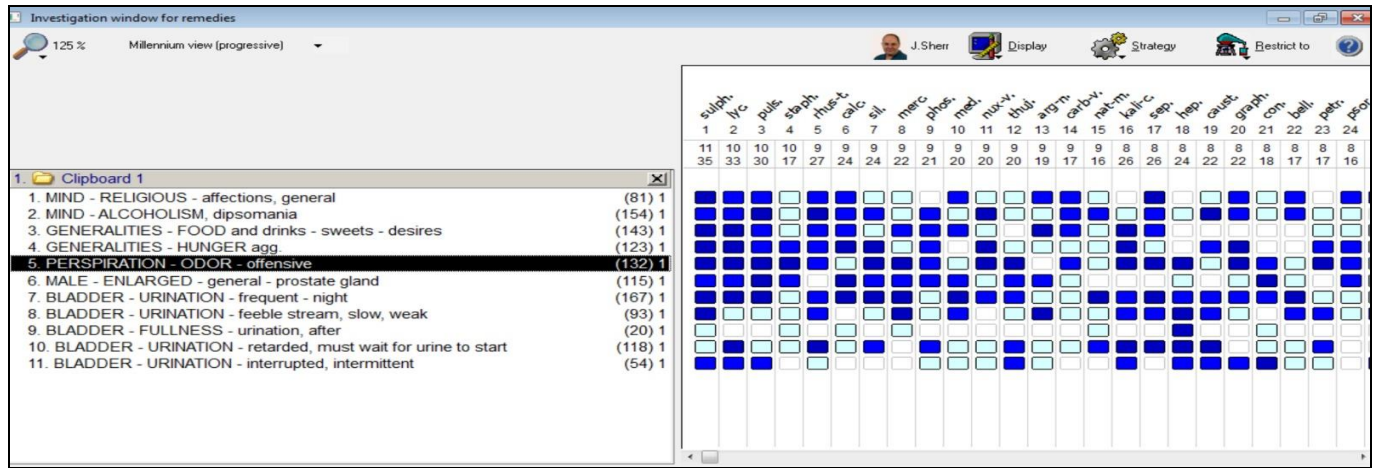 Investigation window for remedies
125 % Millennium view (progressive) J.Sherr Display Strategy Restrict to
sulph. lyc. puls. staph. rhus-t. calc. sil. merc. phos. med. nux-v. thuj. arg-n. carb-v. nat-m. kali-c. sep. hep. caust. graph. con. bell. petr. psor
1 2 3 4 5 6 7 8 9 10 11 12 13 14 15 16 17 18 19 20 21 22 23 24
11 10 10 10 9 9 9 9 9 9 9 9 9 9 9 8 8 8 8 8 8 8 8 8
35 33 30 17 27 24 24 22 21 20 20 20 19 17 16 26 26 24 22 22 18 17 17 16
1. Clipboard 1
1. MIND - RELIGIOUS - affections, general (81) 1
2. MIND - ALCOHOLISM, dipsomania (154) 1
3. GENERALITIES - FOOD and drinks - sweets - desires (143) 1
4. GENERALITIES - HUNGER agg. (123) 1
5. PERSPIRATION - ODOR - offensive (132) 1
6. MALE - ENLARGED - general - prostate gland (115) 1
7. BLADDER - URINATION - frequent - night (167) 1
8. BLADDER - URINATION - feeble stream, slow, weak (93) 1
9. BLADDER - FULLNESS - urination, after (20) 1
10. BLADDER - URINATION - retarded, must wait for urine to start (118) 1
11. BLADDER - URINATION - interrupted, intermittent (54) 1